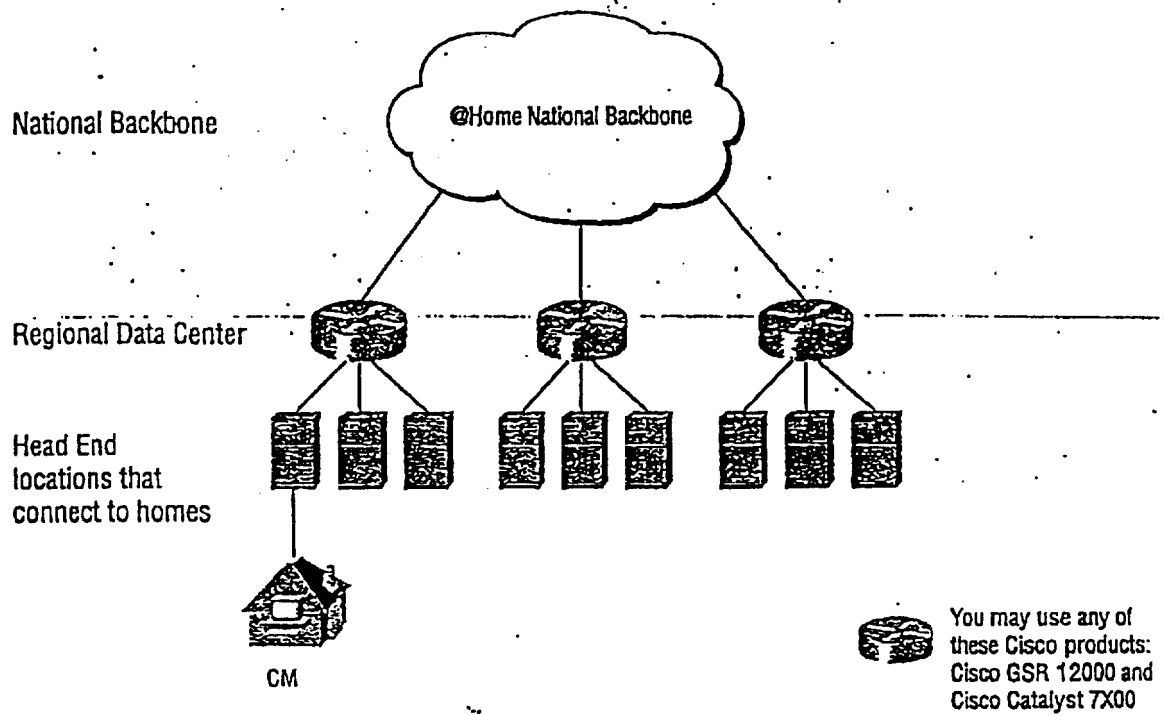 @Home National Backbone
National Backbone
Regional Data Center
Head End
locations that
connect to homes
CM
You may use any of
these Cisco products:
Cisco GSR 12000 and
Cisco Catalyst 7X00